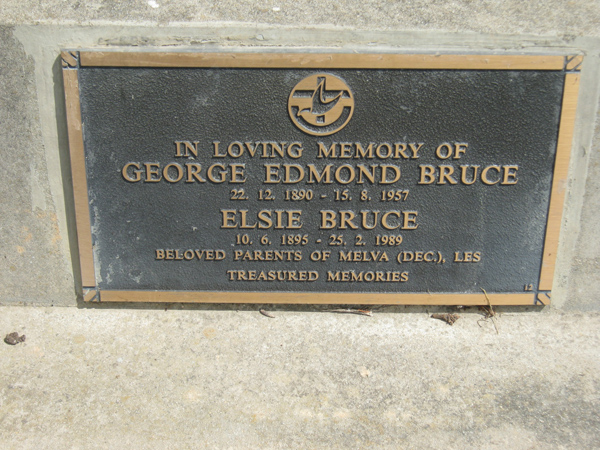 IN LOVING MEMORY OF
GEORGE EDMOND BRUCE
22. 12. 1890 - 15. 8. 1957
ELSIE BRUCE
10. 6. 1895 - 25. 2. 1989
BELOVED PARENTS OF MELVA (DEC.), LES
TREASURED MEMORIES
12